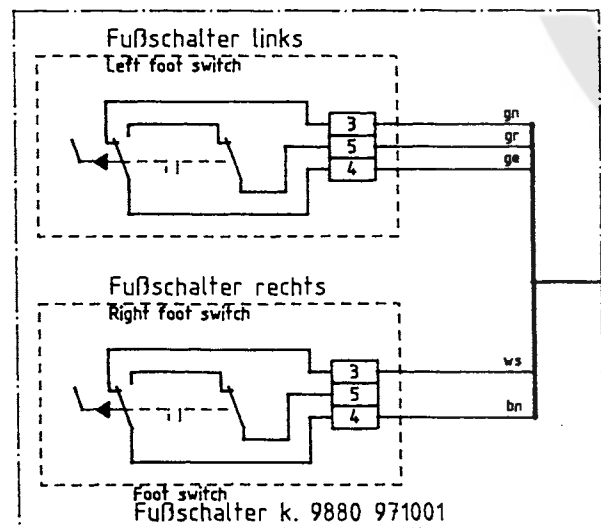 Fußschalter links
Left foot switch
3 gn
5 gr
4 ge
Fußschalter rechts
Right foot switch
3 ws
5
4 bn
Foot switch
Fußschalter k. 9880 971001